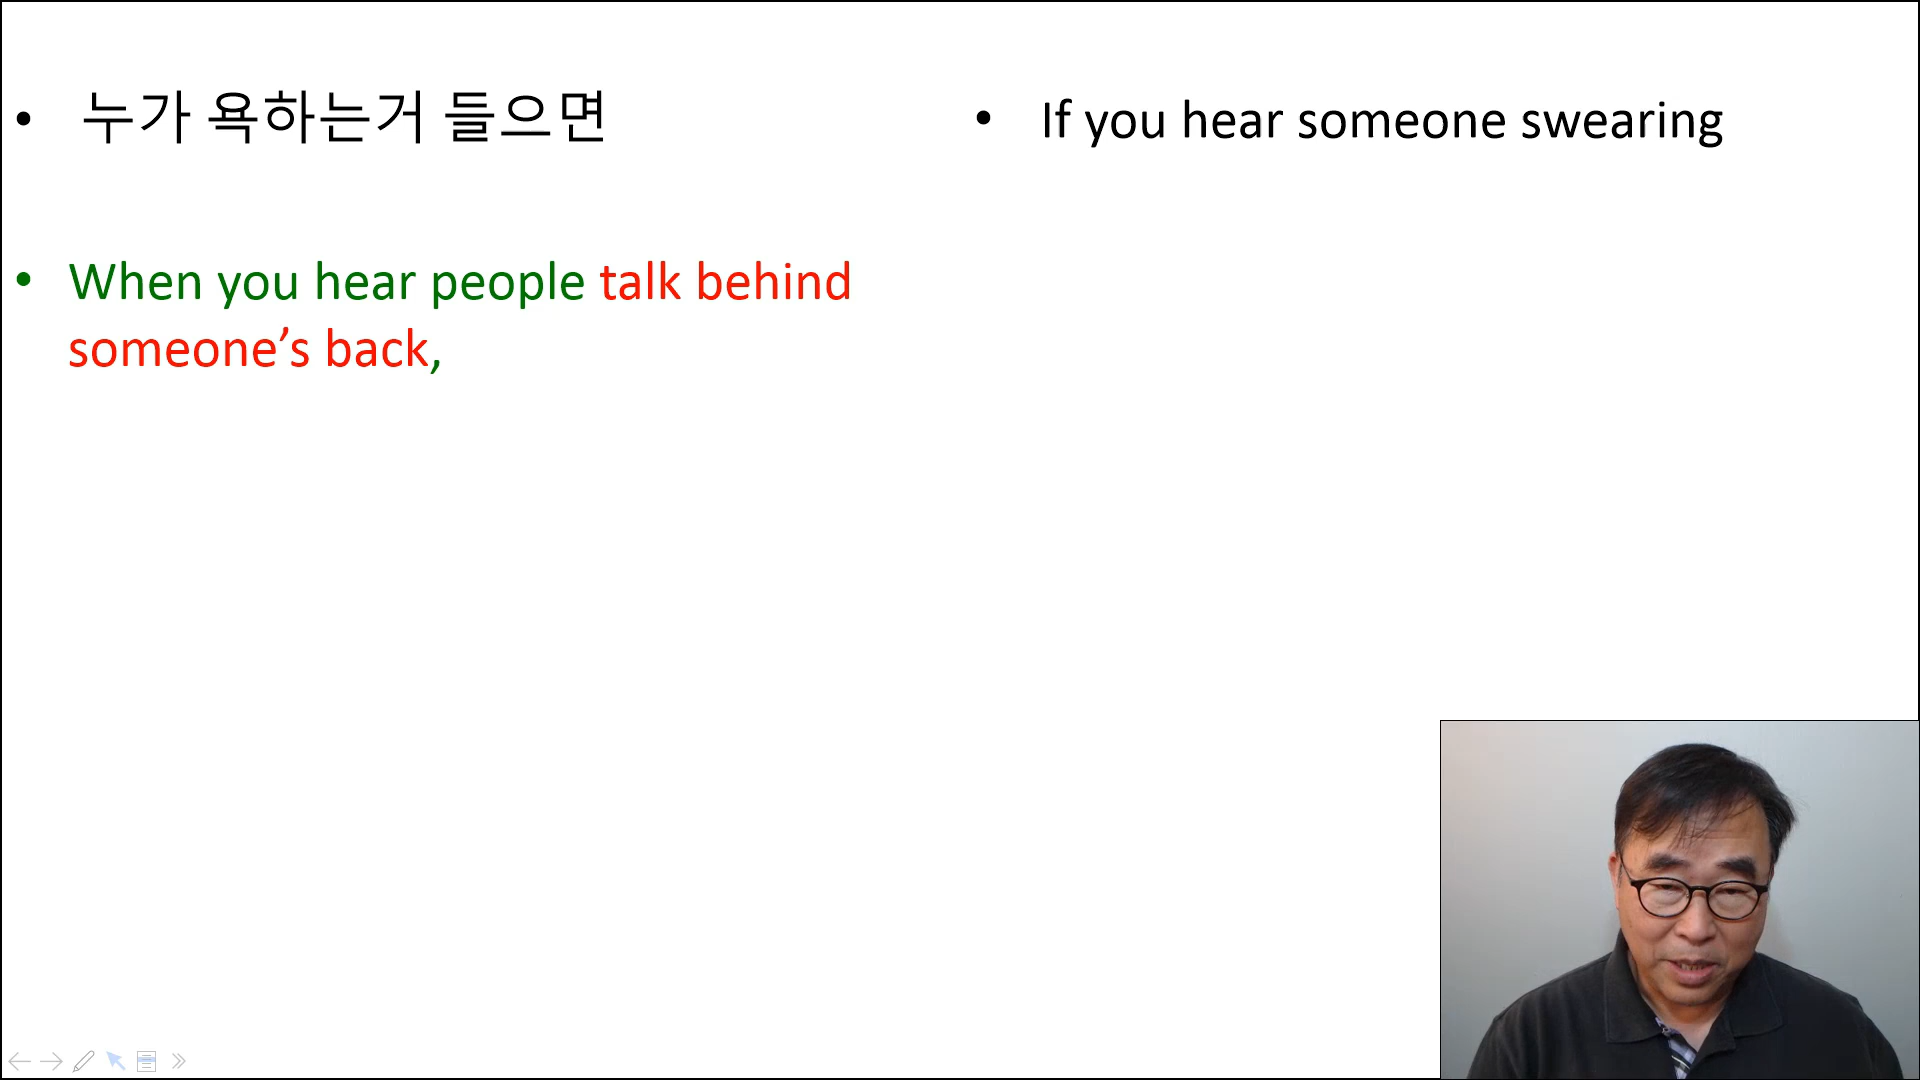 • 누가 욕하는거 들으면
• If you hear someone swearing
• When you hear people talk behind
someone’s back,